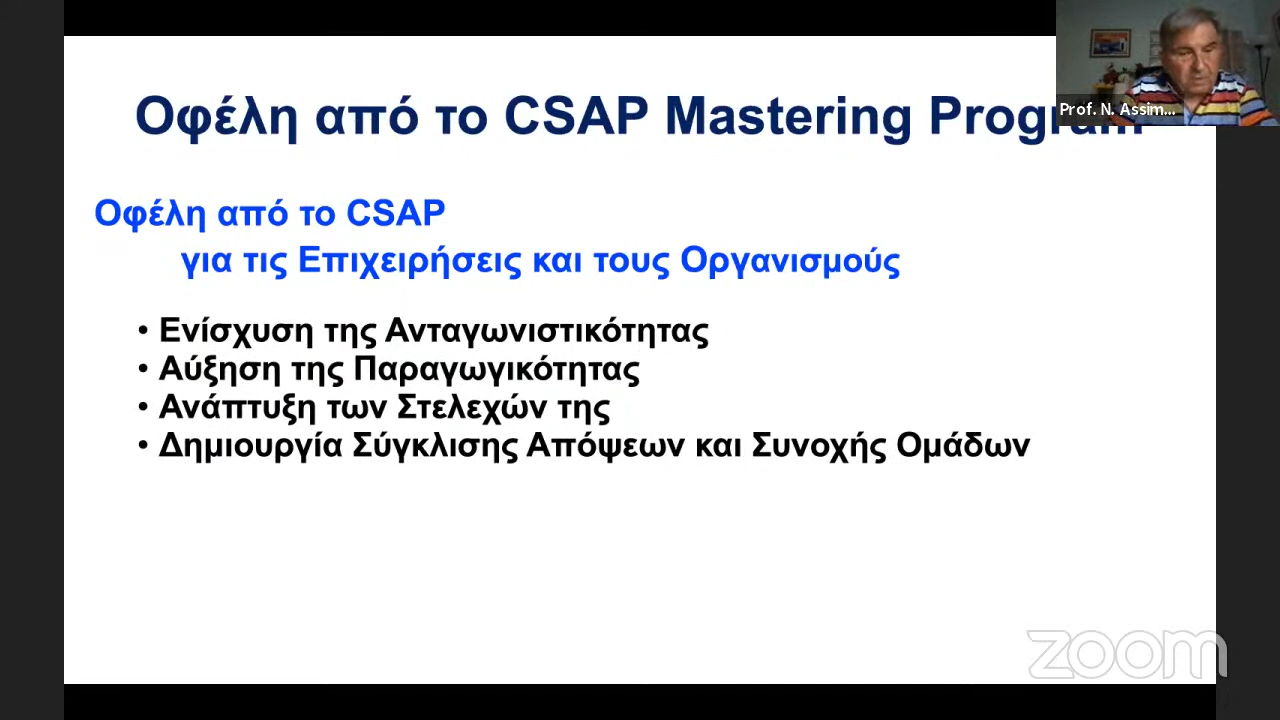 Οφέλη από το CSAP Mastering Program
Prof. N. Assim...
Οφέλη από το CSAP
για τις Επιχειρήσεις και τους Οργανισμούς
• Ενίσχυση της Ανταγωνιστικότητας
• Αύξηση της Παραγωγικότητας
• Ανάπτυξη των Στελεχών της
• Δημιουργία Σύγκλισης Απόψεων και Συνοχής Ομάδων
zoom